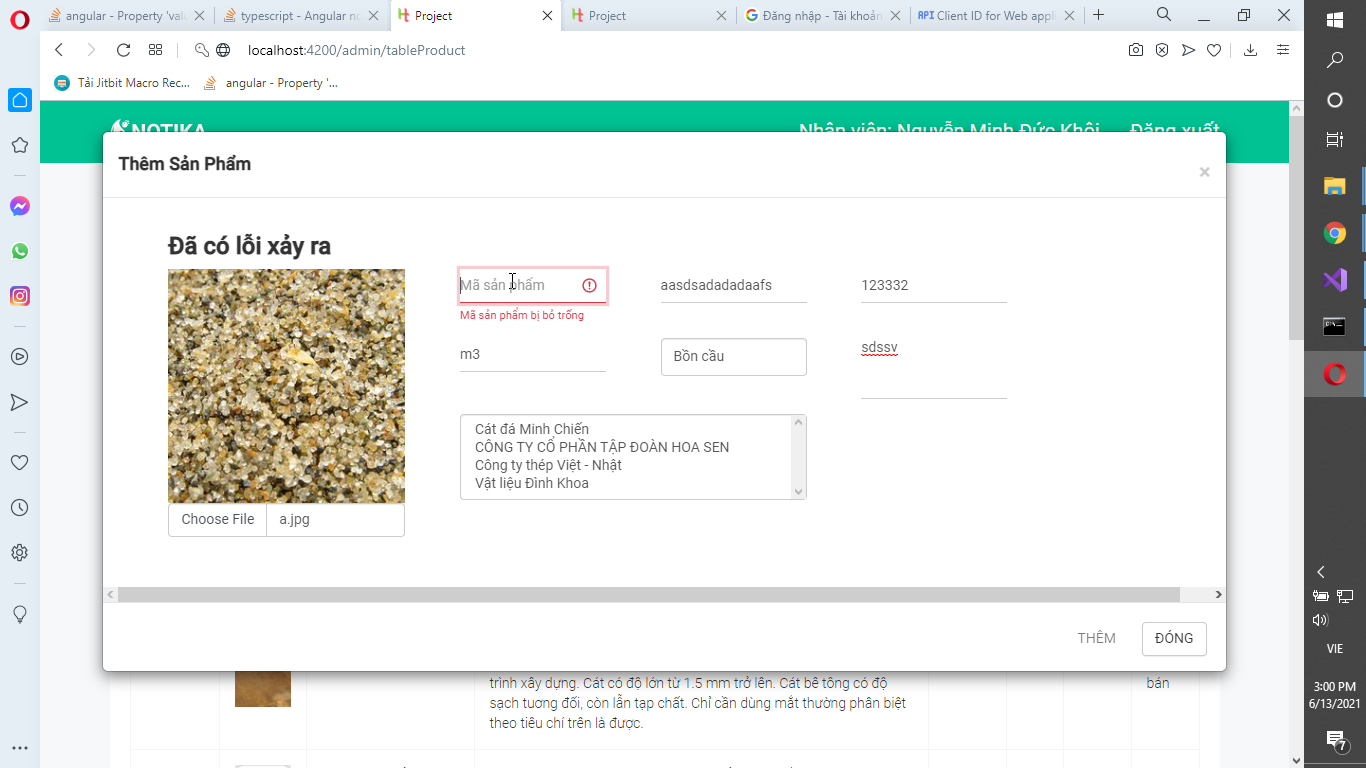 angular - Property 'valu
typescript - Angular no
Project
Project
Đăng nhập - Tài khoản
API Client ID for Web appl
localhost:4200/admin/tableProduct
Tải Jitbit Macro Rec...
angular - Property '...
NOTIKA
Nhân viên: Nguyễn Minh Đức Khôi
Đăng xuất
Thêm Sản Phẩm
×
Đã có lỗi xảy ra
Mã sản phẩm
aasdsadadadaafs
123332
Mã sản phẩm bị bỏ trống
m3
Bồn cầu
sdssv
Cát đá Minh Chiến
CÔNG TY CỔ PHẦN TẬP ĐOÀN HOA SEN
Công ty thép Việt - Nhật
Vật liệu Đình Khoa
Choose File
a.jpg
THÊM
ĐÓNG
trình xây dựng. Cát có độ lớn từ 1.5 mm trở lên. Cát bê tông có độ
bán
sạch tuơng đối, còn lẫn tạp chất. Chỉ cần dùng mắt thường phân biệt
theo tiêu chí trên là được.
VIE
3:00 PM
6/13/2021
7